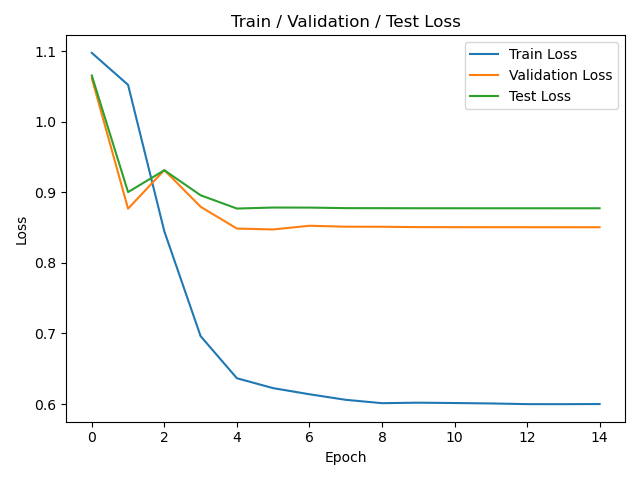 Train / Validation / Test Loss
Train Loss
Validation Loss
Test Loss
Loss
1.1
1.0
0.9
0.8
0.7
0.6
0 2 4 6 8 10 12 14
Epoch